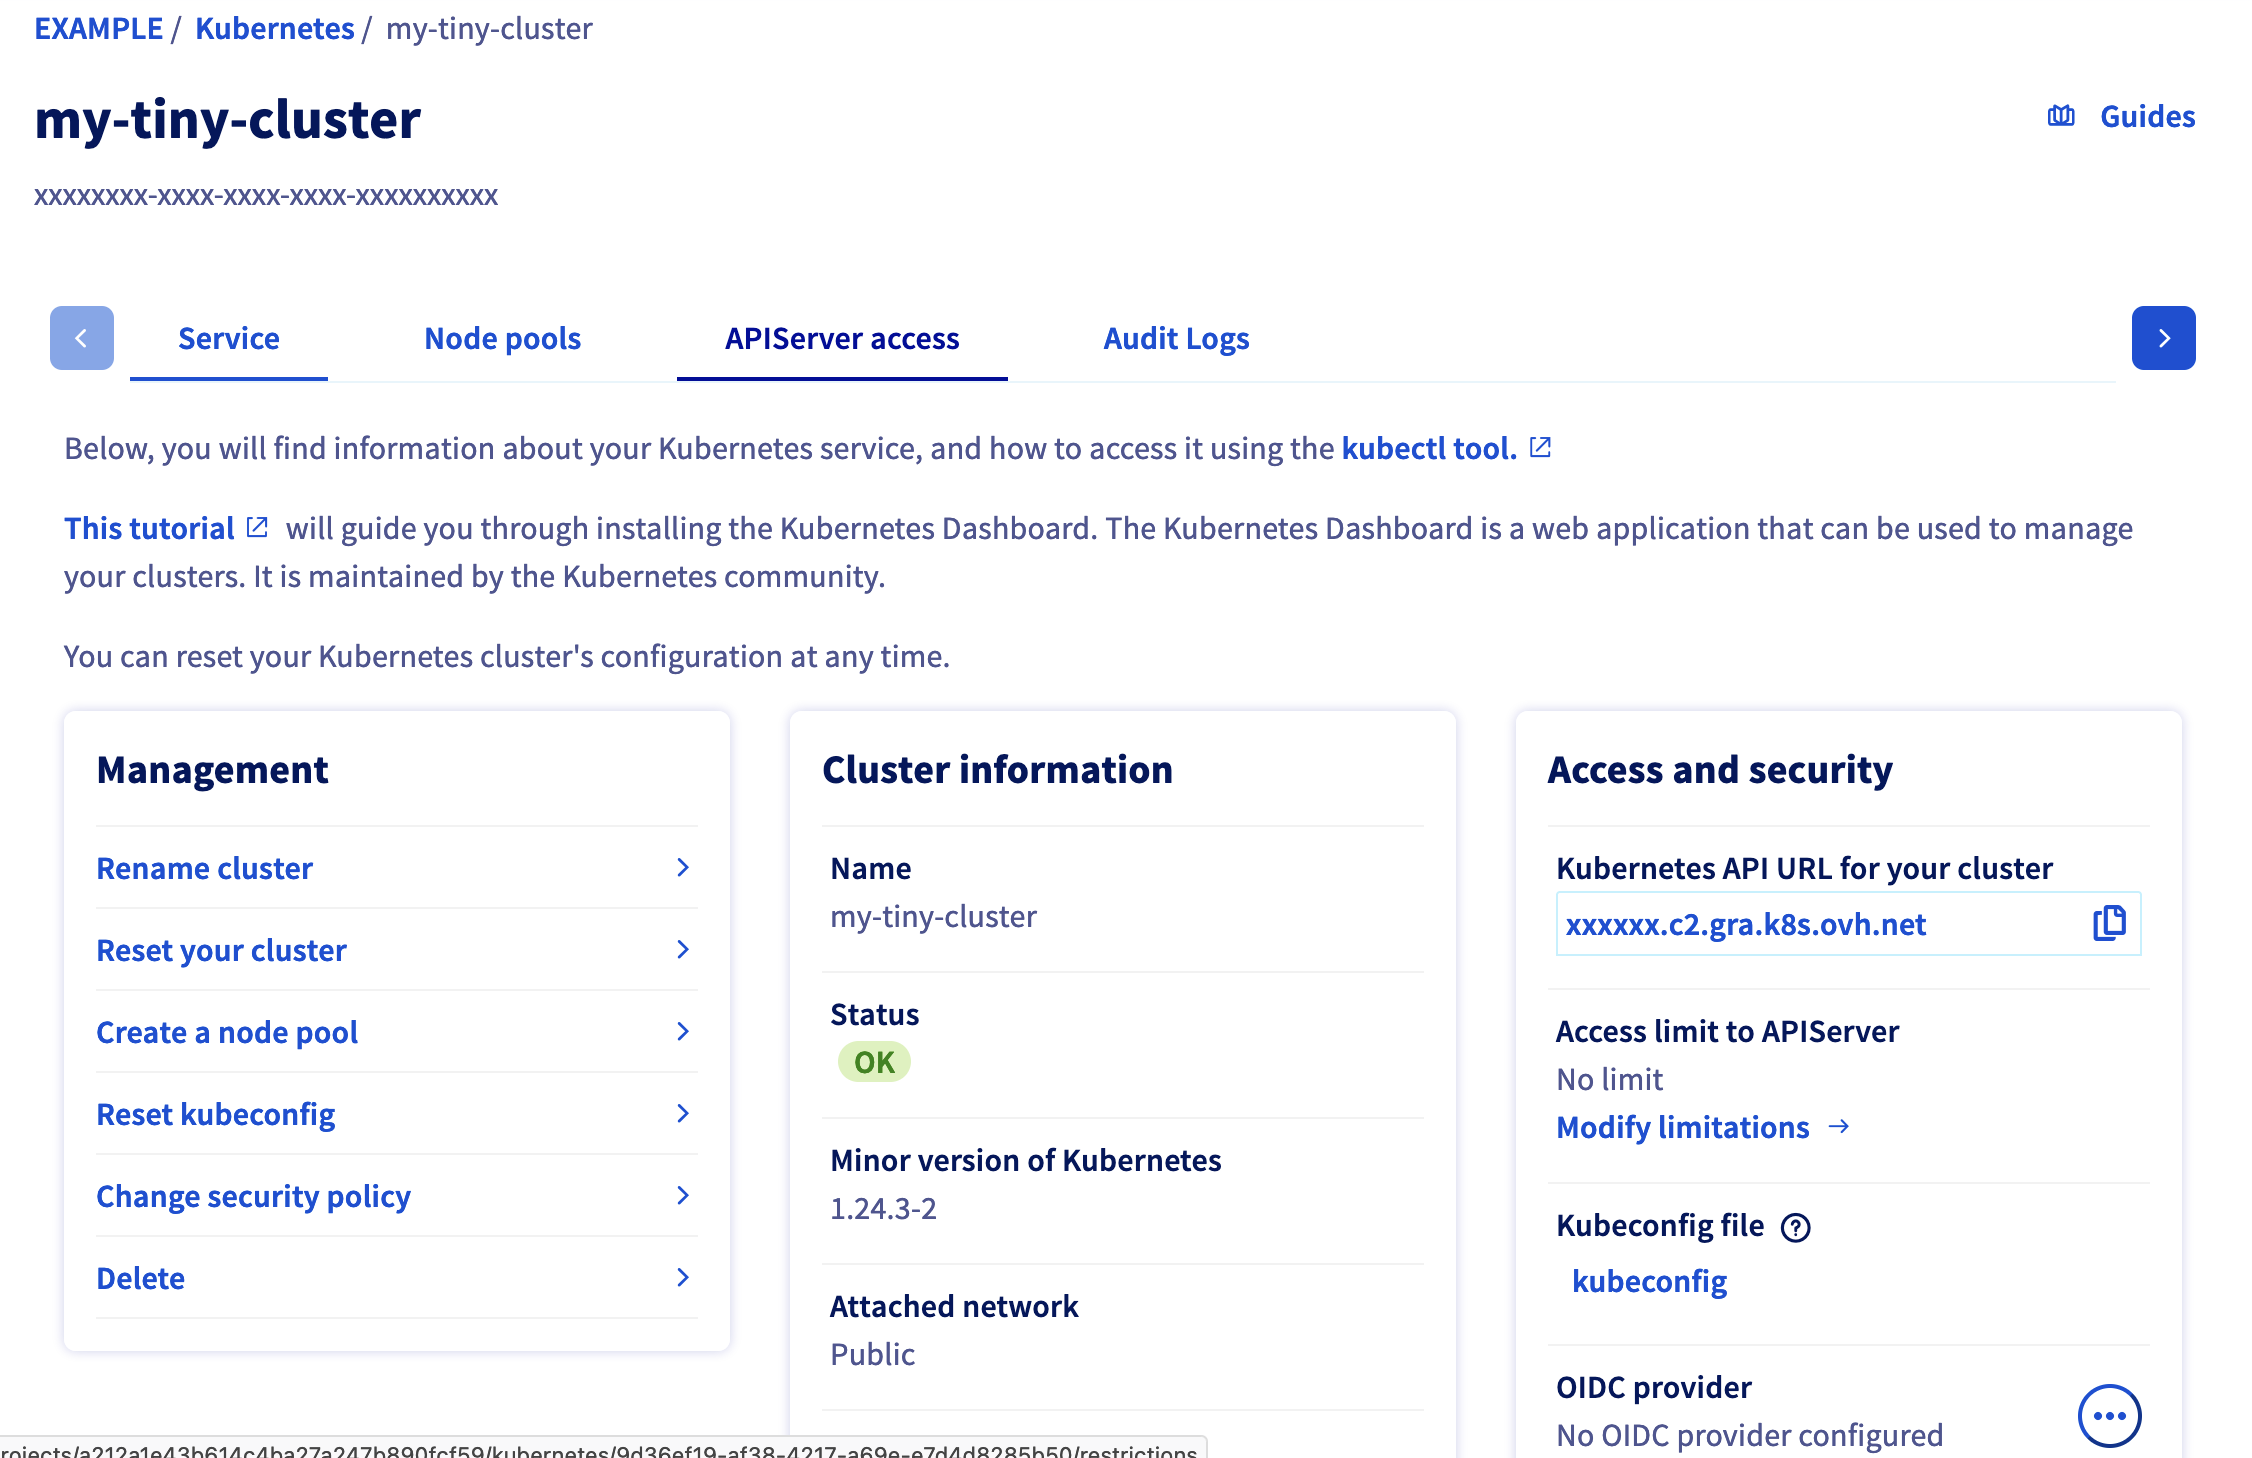 EXAMPLE / Kubernetes / my-tiny-cluster
my-tiny-cluster
Guides
xxxxxxxx-xxxx-xxxx-xxxx-xxxxxxxxxx
Service
Node pools
APIServer access
Audit Logs
Below, you will find information about your Kubernetes service, and how to access it using the kubectl tool.
This tutorial will guide you through installing the Kubernetes Dashboard. The Kubernetes Dashboard is a web application that can be used to manage
your clusters. It is maintained by the Kubernetes community.
You can reset your Kubernetes cluster's configuration at any time.
Management
Rename cluster
Reset your cluster
Create a node pool
Reset kubeconfig
Change security policy
Delete
Cluster information
Name
my-tiny-cluster
Status
OK
Minor version of Kubernetes
1.24.3-2
Attached network
Public
Access and security
Kubernetes API URL for your cluster
xxxxxx.c2.gra.k8s.ovh.net
Access limit to APIServer
No limit
Modify limitations →
Kubeconfig file
kubeconfig
OIDC provider
No OIDC provider configured
rojects/a212a1e43b614c4ba27a247b890fcf59/kubernetes/9d36ef19-af38-4217-a69e-e7d4d8285b50/restrictions